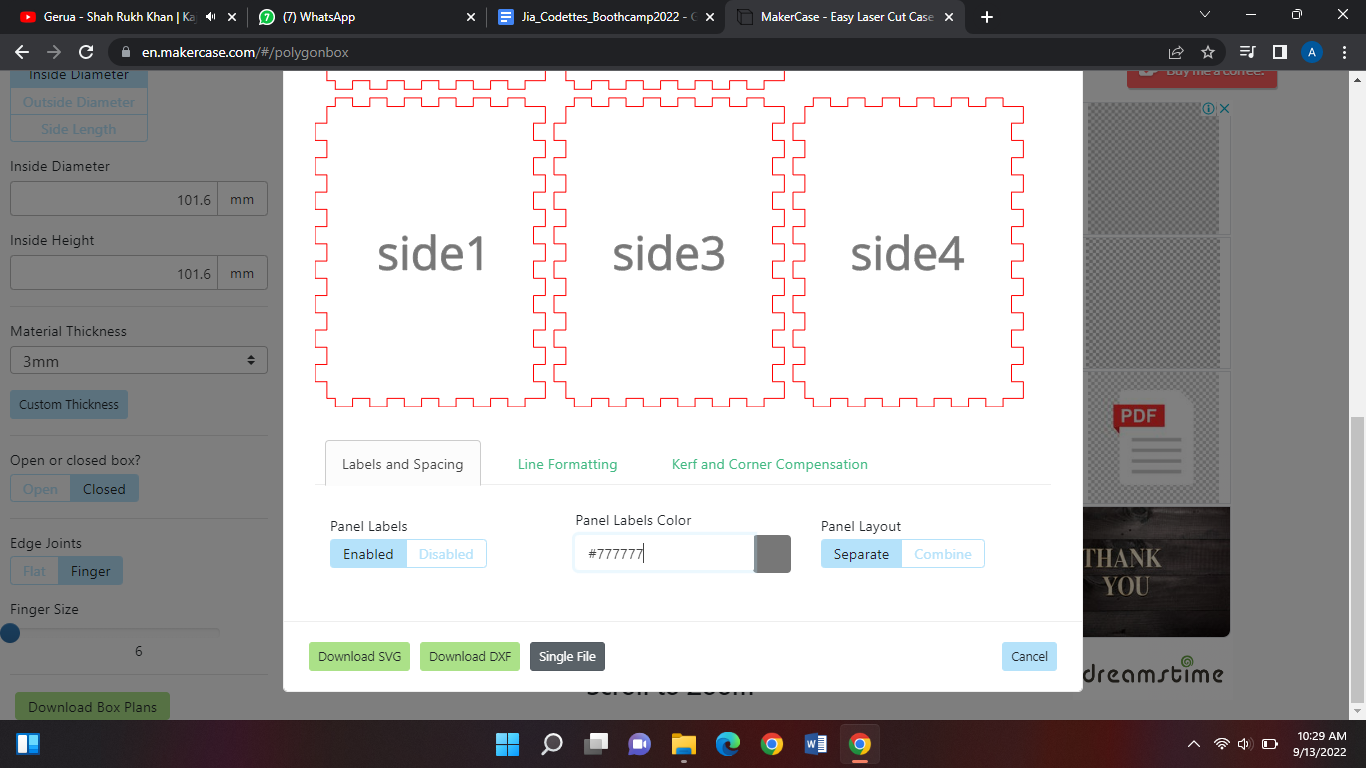 Gerua - Shah Rukh Khan | Ka
(7) WhatsApp
Jia_Codettes_Boothcamp2022 - G
MakerCase - Easy Laser Cut Case
en.makercase.com/#/polygonbox
A
Inside Diameter
Outside Diameter
Side Length
Inside Diameter
101.6 mm
Inside Height
101.6 mm
Material Thickness
3mm
Custom Thickness
Open or closed box?
Open Closed
Edge Joints
Flat Finger
Finger Size
6
Download Box Plans
side1 side3 side4
Labels and Spacing Line Formatting Kerf and Corner Compensation
Panel Labels
Enabled Disabled
Panel Labels Color
#777777
Panel Layout
Separate Combine
Download SVG Download DXF Single File Cancel
Scroll to Zoom
Buy me a coffee.
PDF
THANK
YOU
dreamstime
10:29 AM
9/13/2022